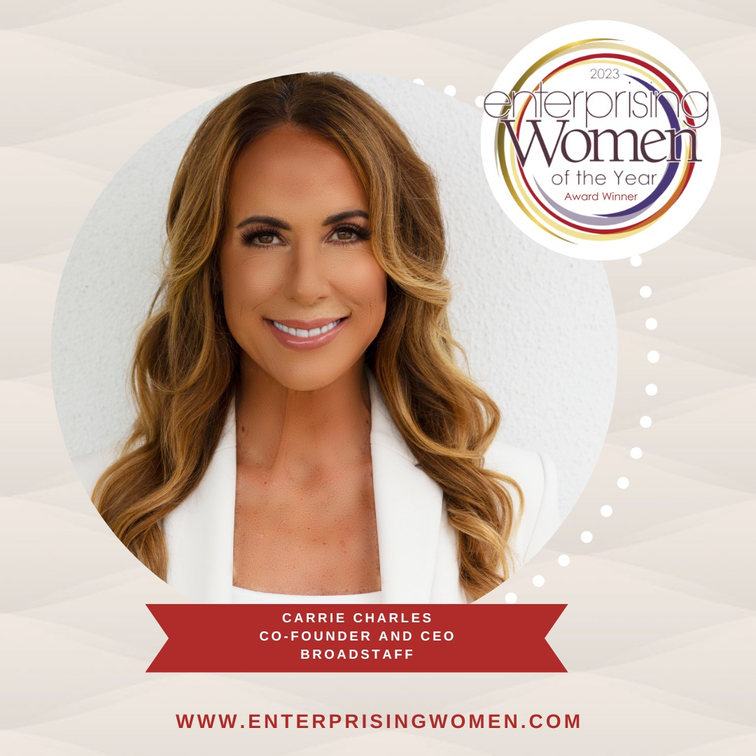 2023
enterprising
Women
of the Year
Award Winner
CARRIE CHARLES
CO-FOUNDER AND CEO
BROADSTAFF
WWW.ENTERPRISINGWOMEN.COM